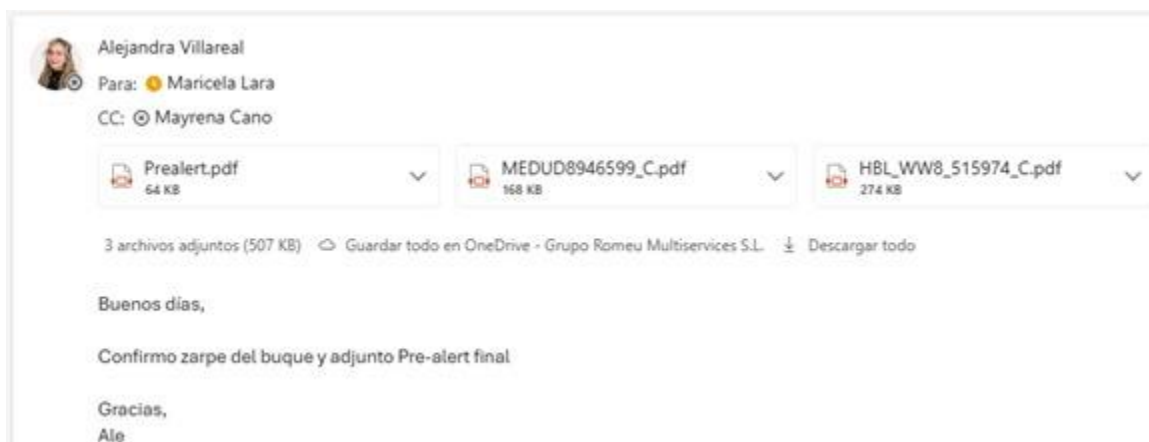 Alejandra Villareal
Para: Maricela Lara
CC: Mayrena Cano
Prealert.pdf
64 KB
MEDUD8946599_C.pdf
168 KB
HBL_WW8_515974_C.pdf
274 KB
3 archivos adjuntos (507 KB) Guardar todo en OneDrive - Grupo Romeu Multiservices S.L. Descargar todo
Buenos días,
Confirmo zarpe del buque y adjunto Pre-alert final
Gracias,
Ale